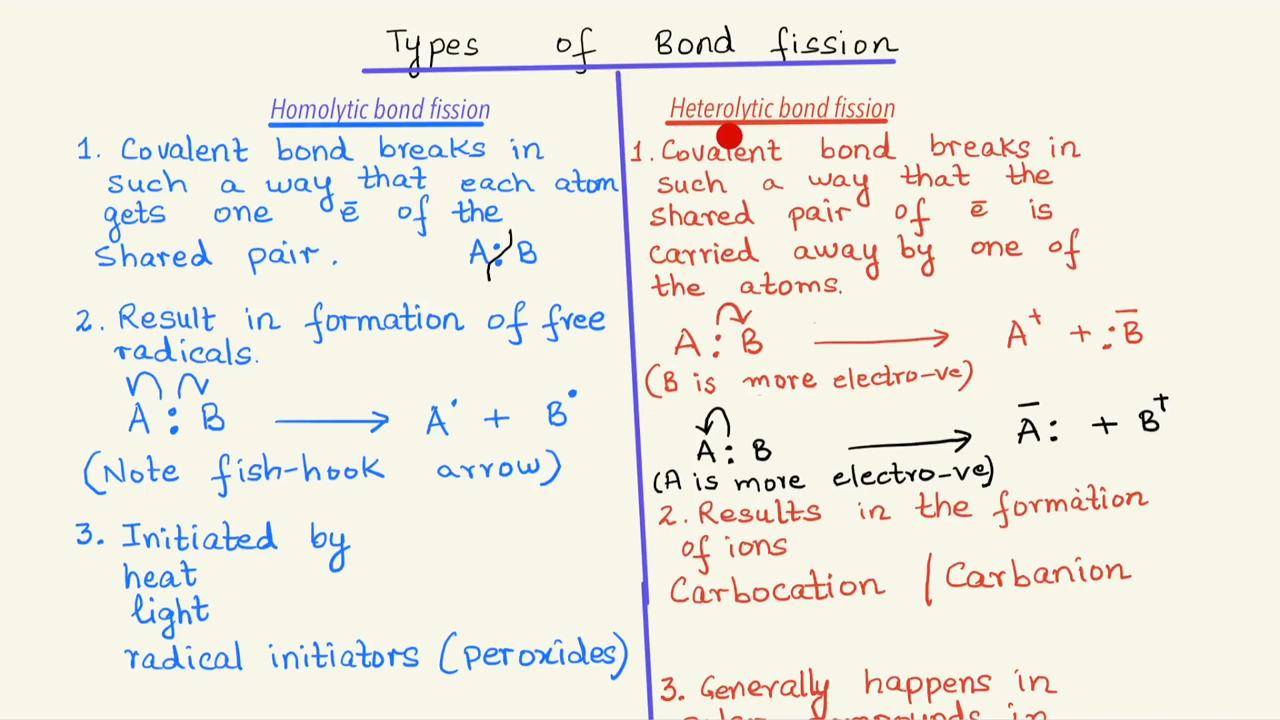 Types of Bond fission
Homolytic bond fission
1. Covalent bond breaks in
such a way that each atom
gets one ē of the
shared pair.
A : B
2. Result in formation of free
radicals.
A : B ⟶ A• + B•
(Note fish-hook arrow)
3. Initiated by
heat
light
radical initiators (peroxides)
Heterolytic bond fission
1. Covalent bond breaks in
such a way that the
shared pair of ē is
carried away by one of
the atoms.
A : B ⟶ A⁺ + :B̄
(B is more electro-ve)
A : B ⟶ Ā: + B⁺
(A is more electro-ve)
2. Results in the formation
of ions
Carbocation / Carbanion
3. Generally happens in